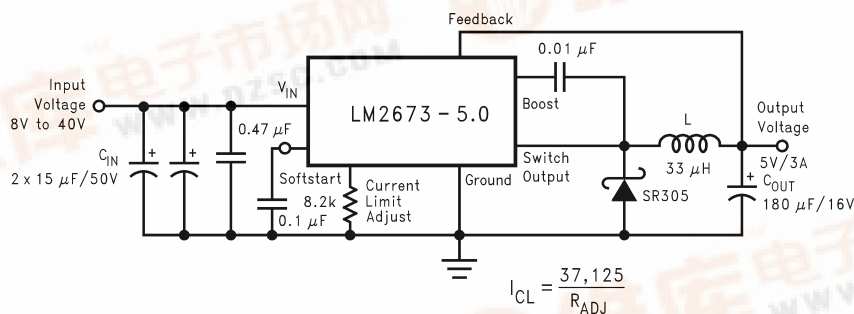 Feedback
0.01 μF
Input
Voltage
8V to 40V
V_IN
LM2673 - 5.0
Boost
L
Output
Voltage
0.47 μF
C_IN
2 x 15 μF/50V
Softstart
8.2k
0.1 μF
Current
Limit
Adjust
Ground
Switch
Output
33 μH
5V/3A
SR305
C_OUT
180 μF/16V
I_CL = 37,125 / R_ADJ